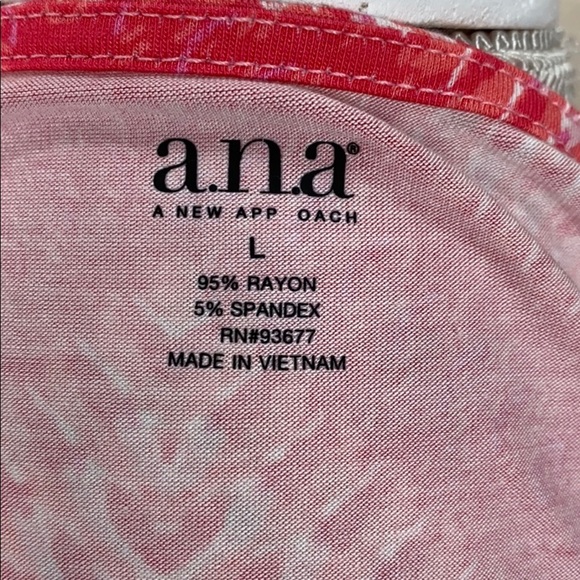 a.n.a®
A NEW APP OACH
L
95% RAYON
5% SPANDEX
RN#93677
MADE IN VIETNAM